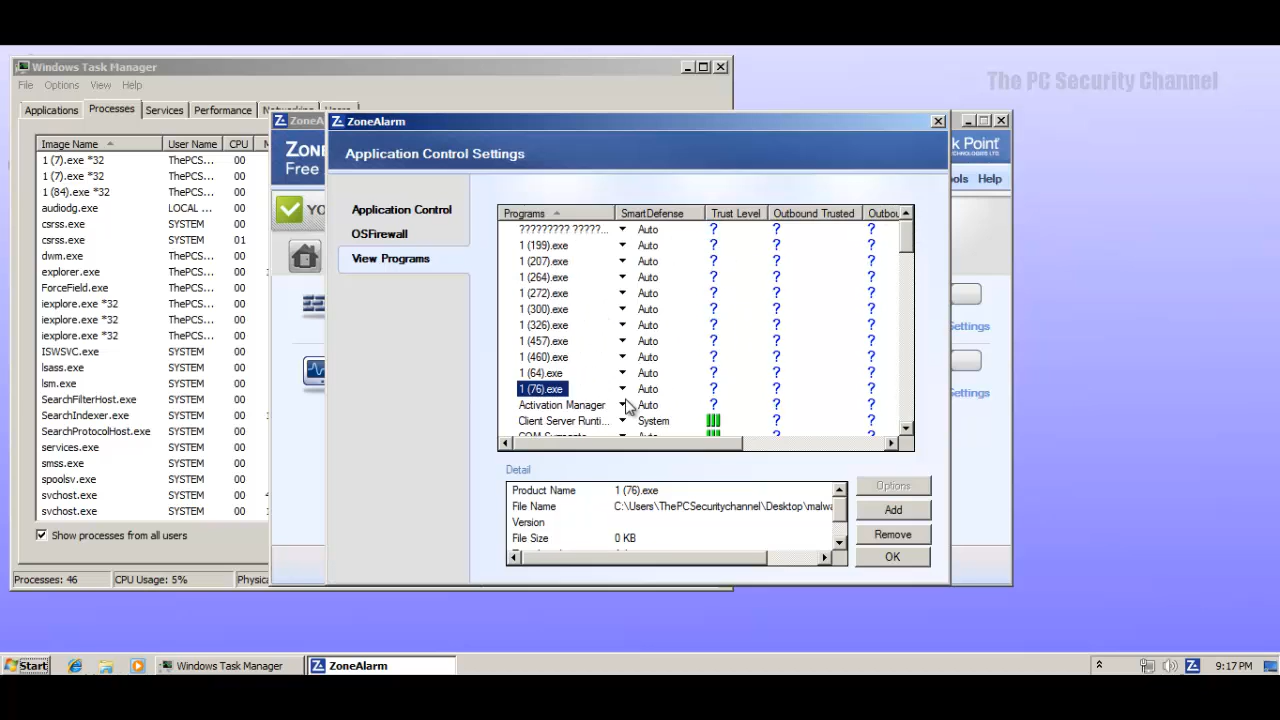 The PC Security Channel
Windows Task Manager
File Options View Help
Applications Processes Services Performance
Image Name User Name CPU
1 (7).exe *32 ThePCS... 00
1 (7).exe *32 ThePCS... 00
1 (84).exe *32 ThePCS... 00
audiodg.exe LOCAL ... 00
csrss.exe SYSTEM 00
csrss.exe SYSTEM 01
dwm.exe ThePCS... 00
explorer.exe ThePCS... 00
ForceField.exe ThePCS... 00
iexplore.exe *32 ThePCS... 00
iexplore.exe *32 ThePCS... 00
iexplore.exe *32 ThePCS... 00
ISWSVC.exe SYSTEM 00
lsass.exe SYSTEM 00
lsm.exe SYSTEM 00
SearchFilterHost.exe SYSTEM 00
SearchIndexer.exe SYSTEM 00
SearchProtocolHost.exe SYSTEM 00
services.exe SYSTEM 00
smss.exe SYSTEM 00
spoolsv.exe SYSTEM 00
svchost.exe SYSTEM 00
svchost.exe SYSTEM 00
Show processes from all users
Processes: 46 CPU Usage: 5%
ZoneA
ZONE
Free
YO
k Point
ools Help
Settings
Settings
ZoneAlarm
Application Control Settings
Application Control
OSFirewall
View Programs
Programs SmartDefense Trust Level Outbound Trusted Outbou
????????? ?????... Auto ? ? ?
1 (199).exe Auto ? ? ?
1 (207).exe Auto ? ? ?
1 (264).exe Auto ? ? ?
1 (272).exe Auto ? ? ?
1 (300).exe Auto ? ? ?
1 (326).exe Auto ? ? ?
1 (457).exe Auto ? ? ?
1 (460).exe Auto ? ? ?
1 (64).exe Auto ? ? ?
1 (76).exe Auto ? ? ?
Activation Manager Auto ? ? ?
Client Server Runti... System ? ?
Detail
Product Name 1 (76).exe
File Name C:\Users\ThePCSecuritychannel\Desktop\malwa
Version
File Size 0 KB
Options
Add
Remove
OK
Start Windows Task Manager ZoneAlarm 9:17 PM